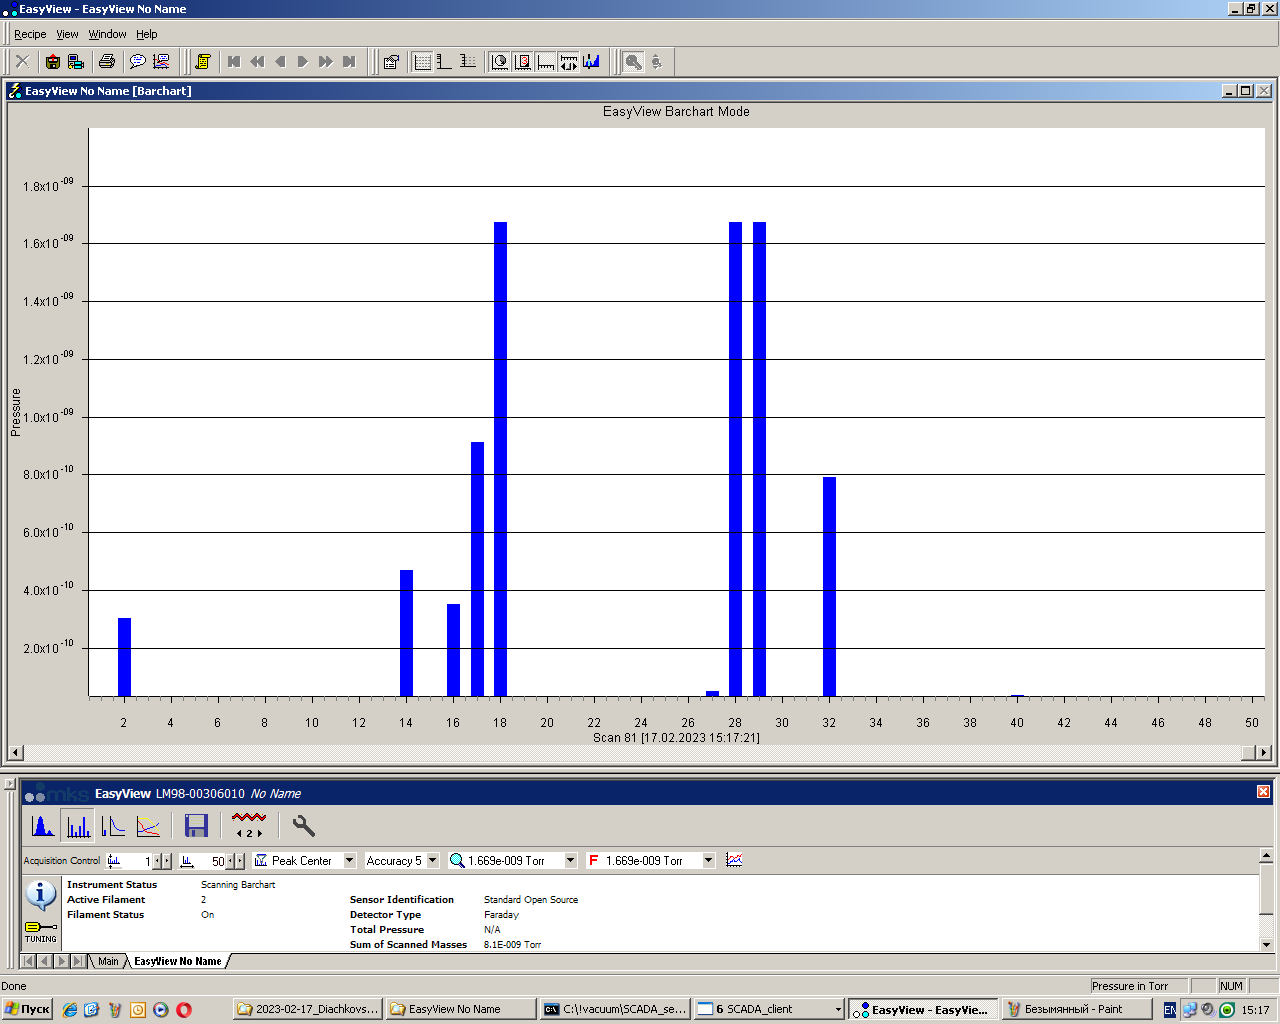 EasyView - EasyView No Name
Recipe View Window Help
EasyView No Name [Barchart]
EasyView Barchart Mode
Pressure
1.8x10 -09
1.6x10 -09
1.4x10 -09
1.2x10 -09
1.0x10 -09
8.0x10 -10
6.0x10 -10
4.0x10 -10
2.0x10 -10
2 4 6 8 10 12 14 16 18 20 22 24 26 28 30 32 34 36 38 40 42 44 46 48 50
Scan 81 [17.02.2023 15:17:21]
mks EasyView LM98-00306010 No Name
2
Acquisition Control 1 50 Peak Center Accuracy 5 1.669e-009 Torr F 1.669e-009 Torr
Instrument Status Scanning Barchart
Active Filament 2 Sensor Identification Standard Open Source
Filament Status On Detector Type Faraday
Total Pressure N/A
TUNING
Sum of Scanned Masses 8.1E-009 Torr
Main EasyView No Name
Done Pressure in Torr NUM
Пуск 2023-02-17_Diachkovs... EasyView No Name C:\!vacuum\SCADA_se... 6 SCADA_client EasyView - EasyVie... Безымянный - Paint EN 15:17